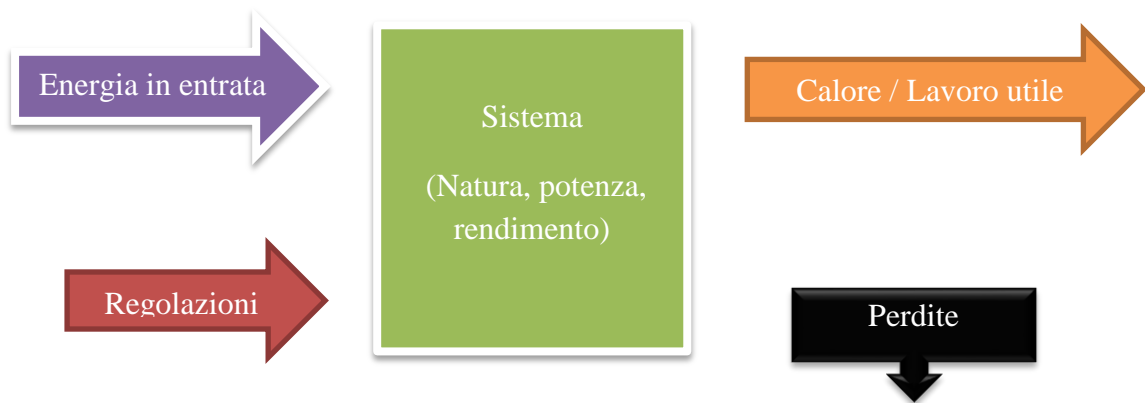 Energia in entrata
Sistema
(Natura, potenza,
rendimento)
Calore / Lavoro utile
Regolazioni
Perdite